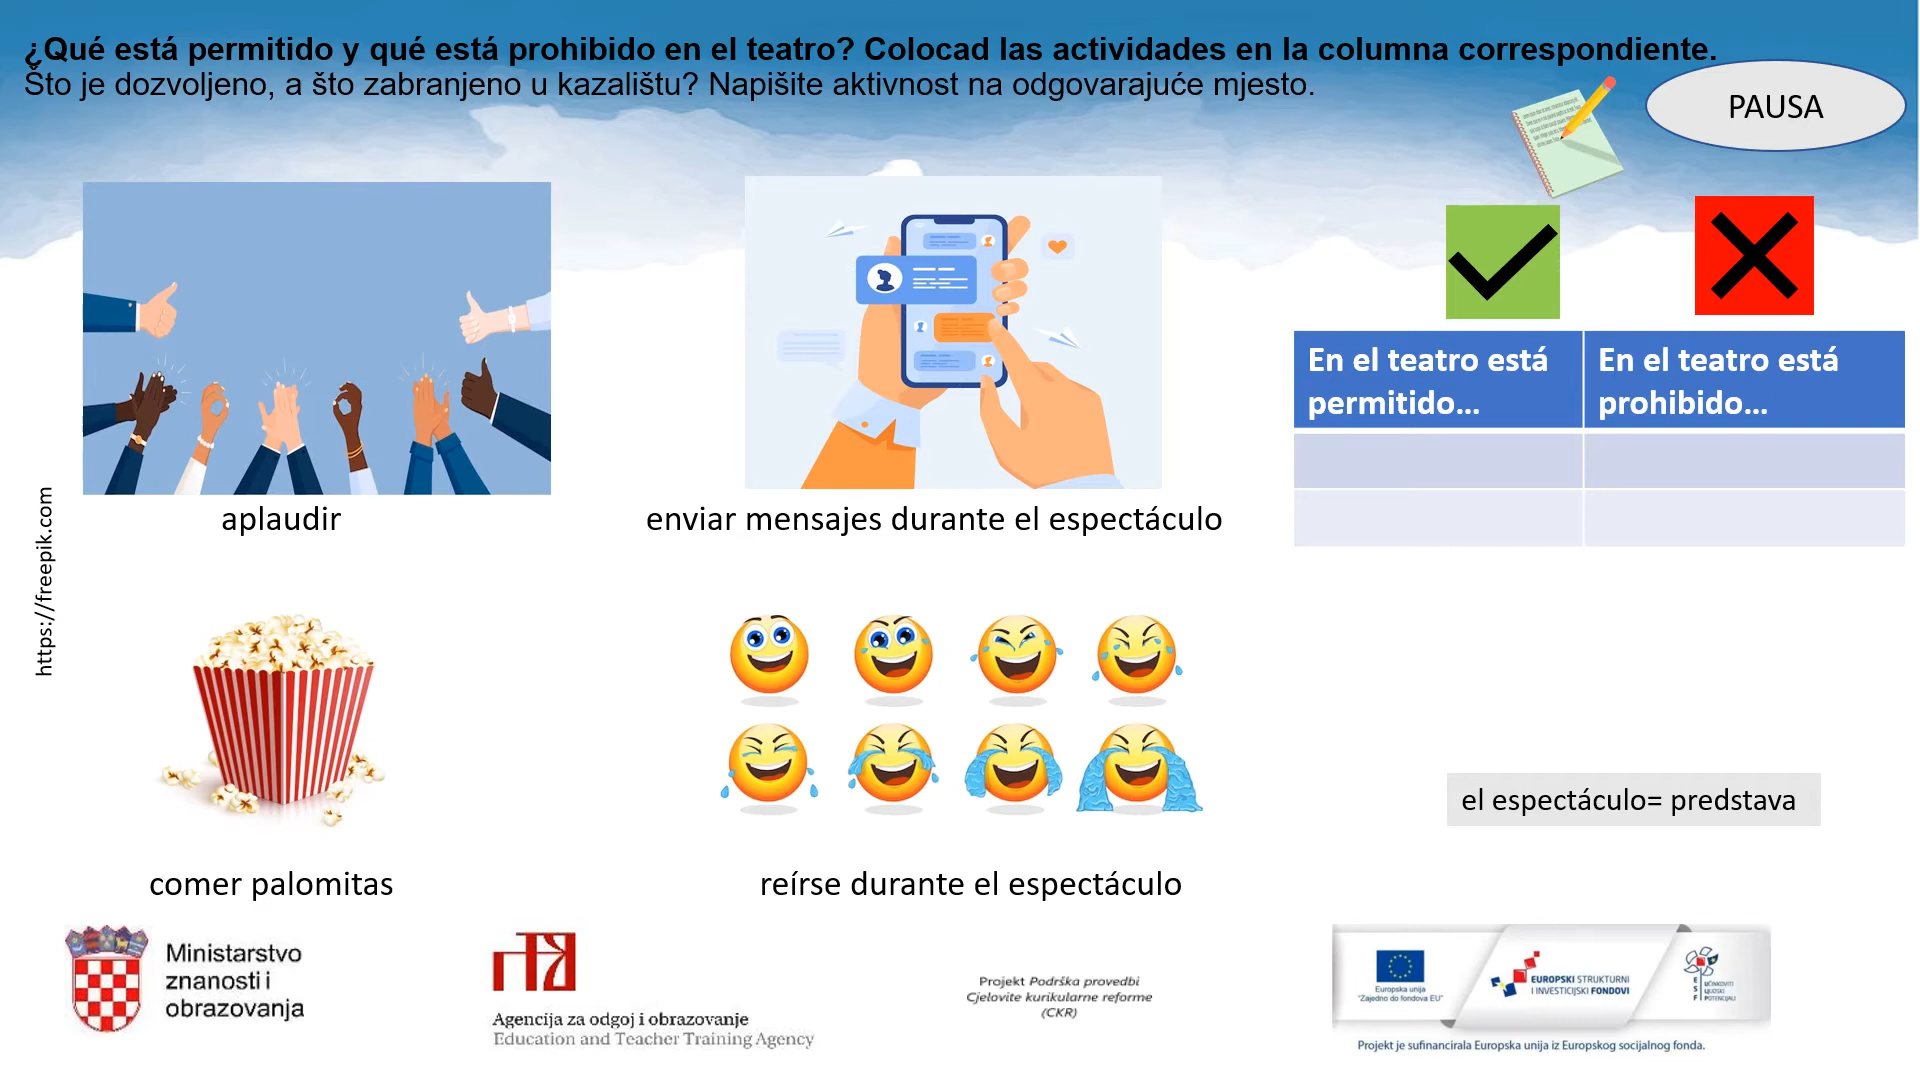 ¿Qué está permitido y qué está prohibido en el teatro? Colocad las actividades en la columna correspondiente.
Što je dozvoljeno, a što zabranjeno u kazalištu? Napišite aktivnost na odgovarajuće mjesto.
PAUSA
En el teatro está
permitido...
En el teatro está
prohibido...
https://freepik.com
aplaudir
enviar mensajes durante el espectáculo
el espectáculo= predstava
comer palomitas
reírse durante el espectáculo
Ministarstvo
znanosti i
obrazovanja
Agencija za odgoj i obrazovanje
Education and Teacher Training Agency
Projekt Podrška provedbi
Cjelovite kurikularne reforme
(CKR)
Europska unija
"Zajedno do fondova EU"
EUROPSKI STRUKTURNI
I INVESTICIJSKI FONDOVI
ESF
UČINKOVITI
LJUDSKI
POTENCIJALI
Projekt je sufinancirala Europska unija iz Europskog socijalnog fonda.